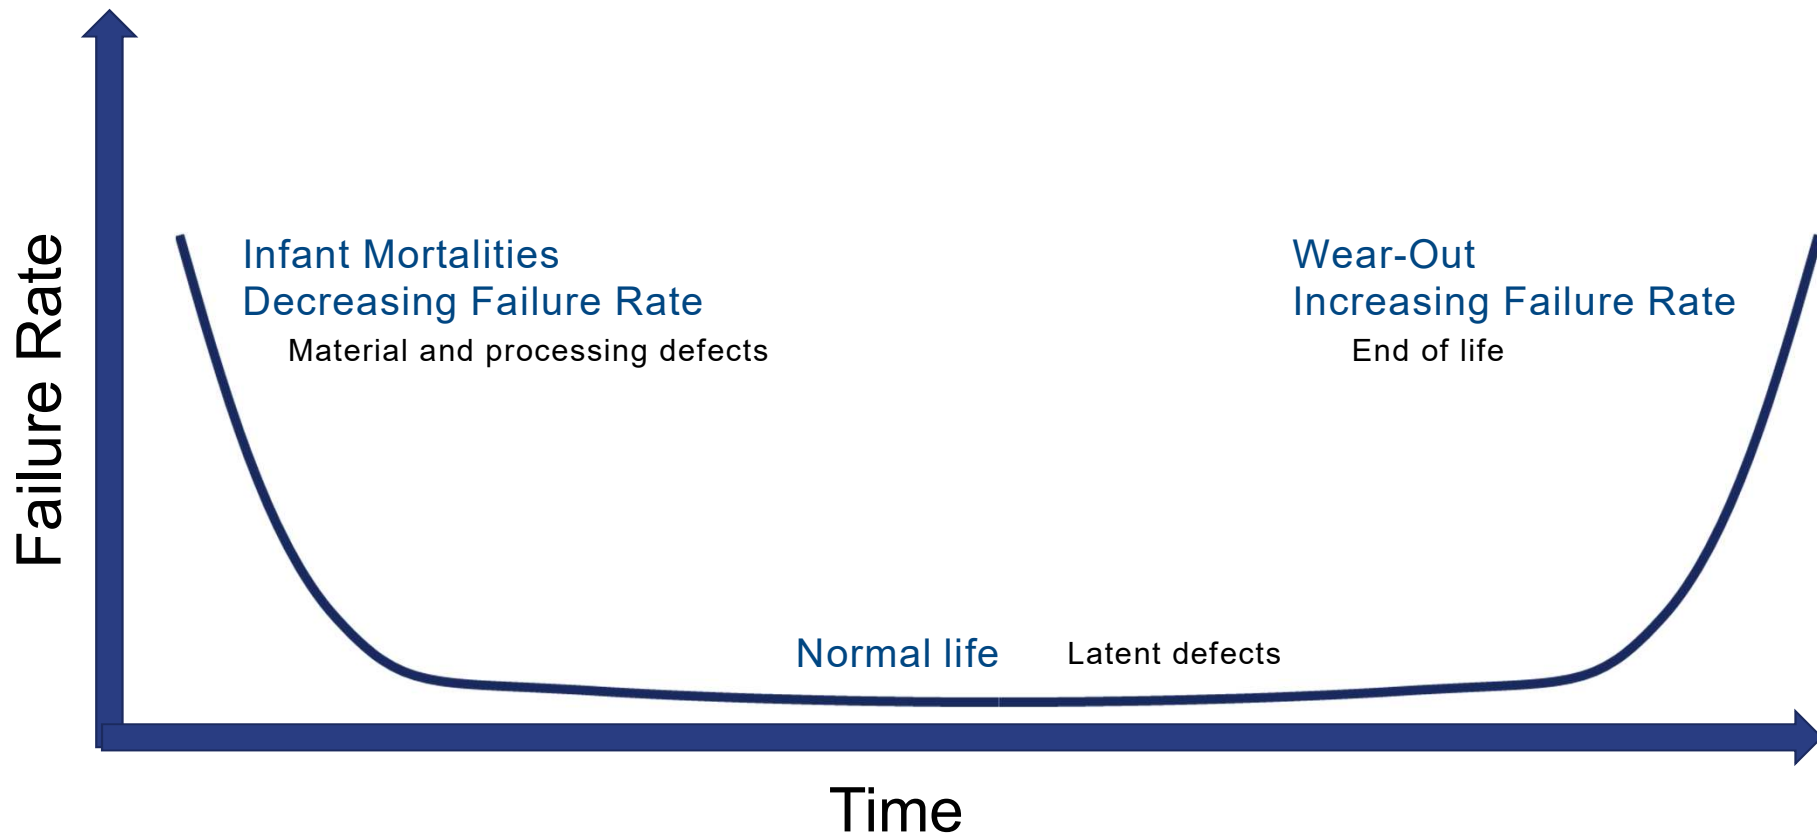 Failure Rate
Infant Mortalities
Decreasing Failure Rate
Material and processing defects
Wear-Out
Increasing Failure Rate
End of life
Normal life
Latent defects
Time